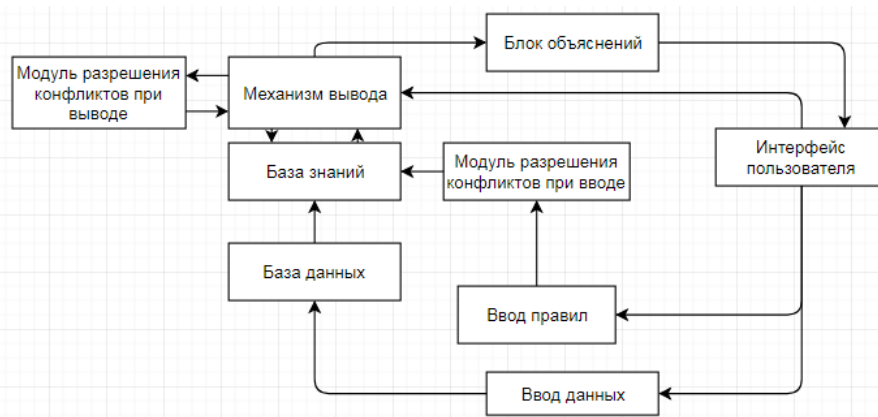 Блок объяснений
Модуль разрешения
конфликтов при
выводе
Механизм вывода
Интерфейс
пользователя
База знаний
Модуль разрешения
конфликтов при вводе
База данных
Ввод правил
Ввод данных